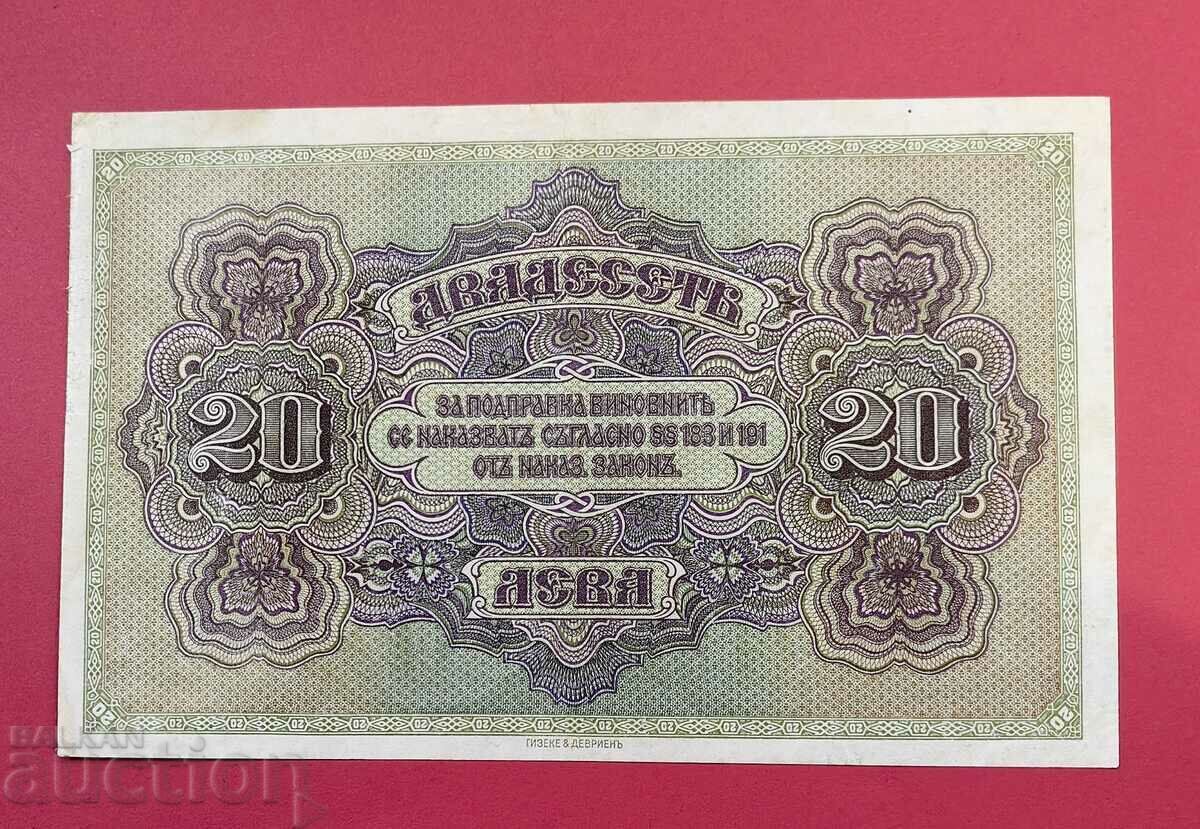 ДВАДЕСЕТЬ
20
ЗА ПОДПРАВКА ВИНОВНИТѢ
СЕ НАКАЗВАТЪ СЪГЛАСНО §§ 183 И 191
ОТЪ НАКАЗ. ЗАКОНЪ.
20
ЛЕВА
ГИЗЕКЕ & ДЕВРИЕНЪ
BALKAN
auction